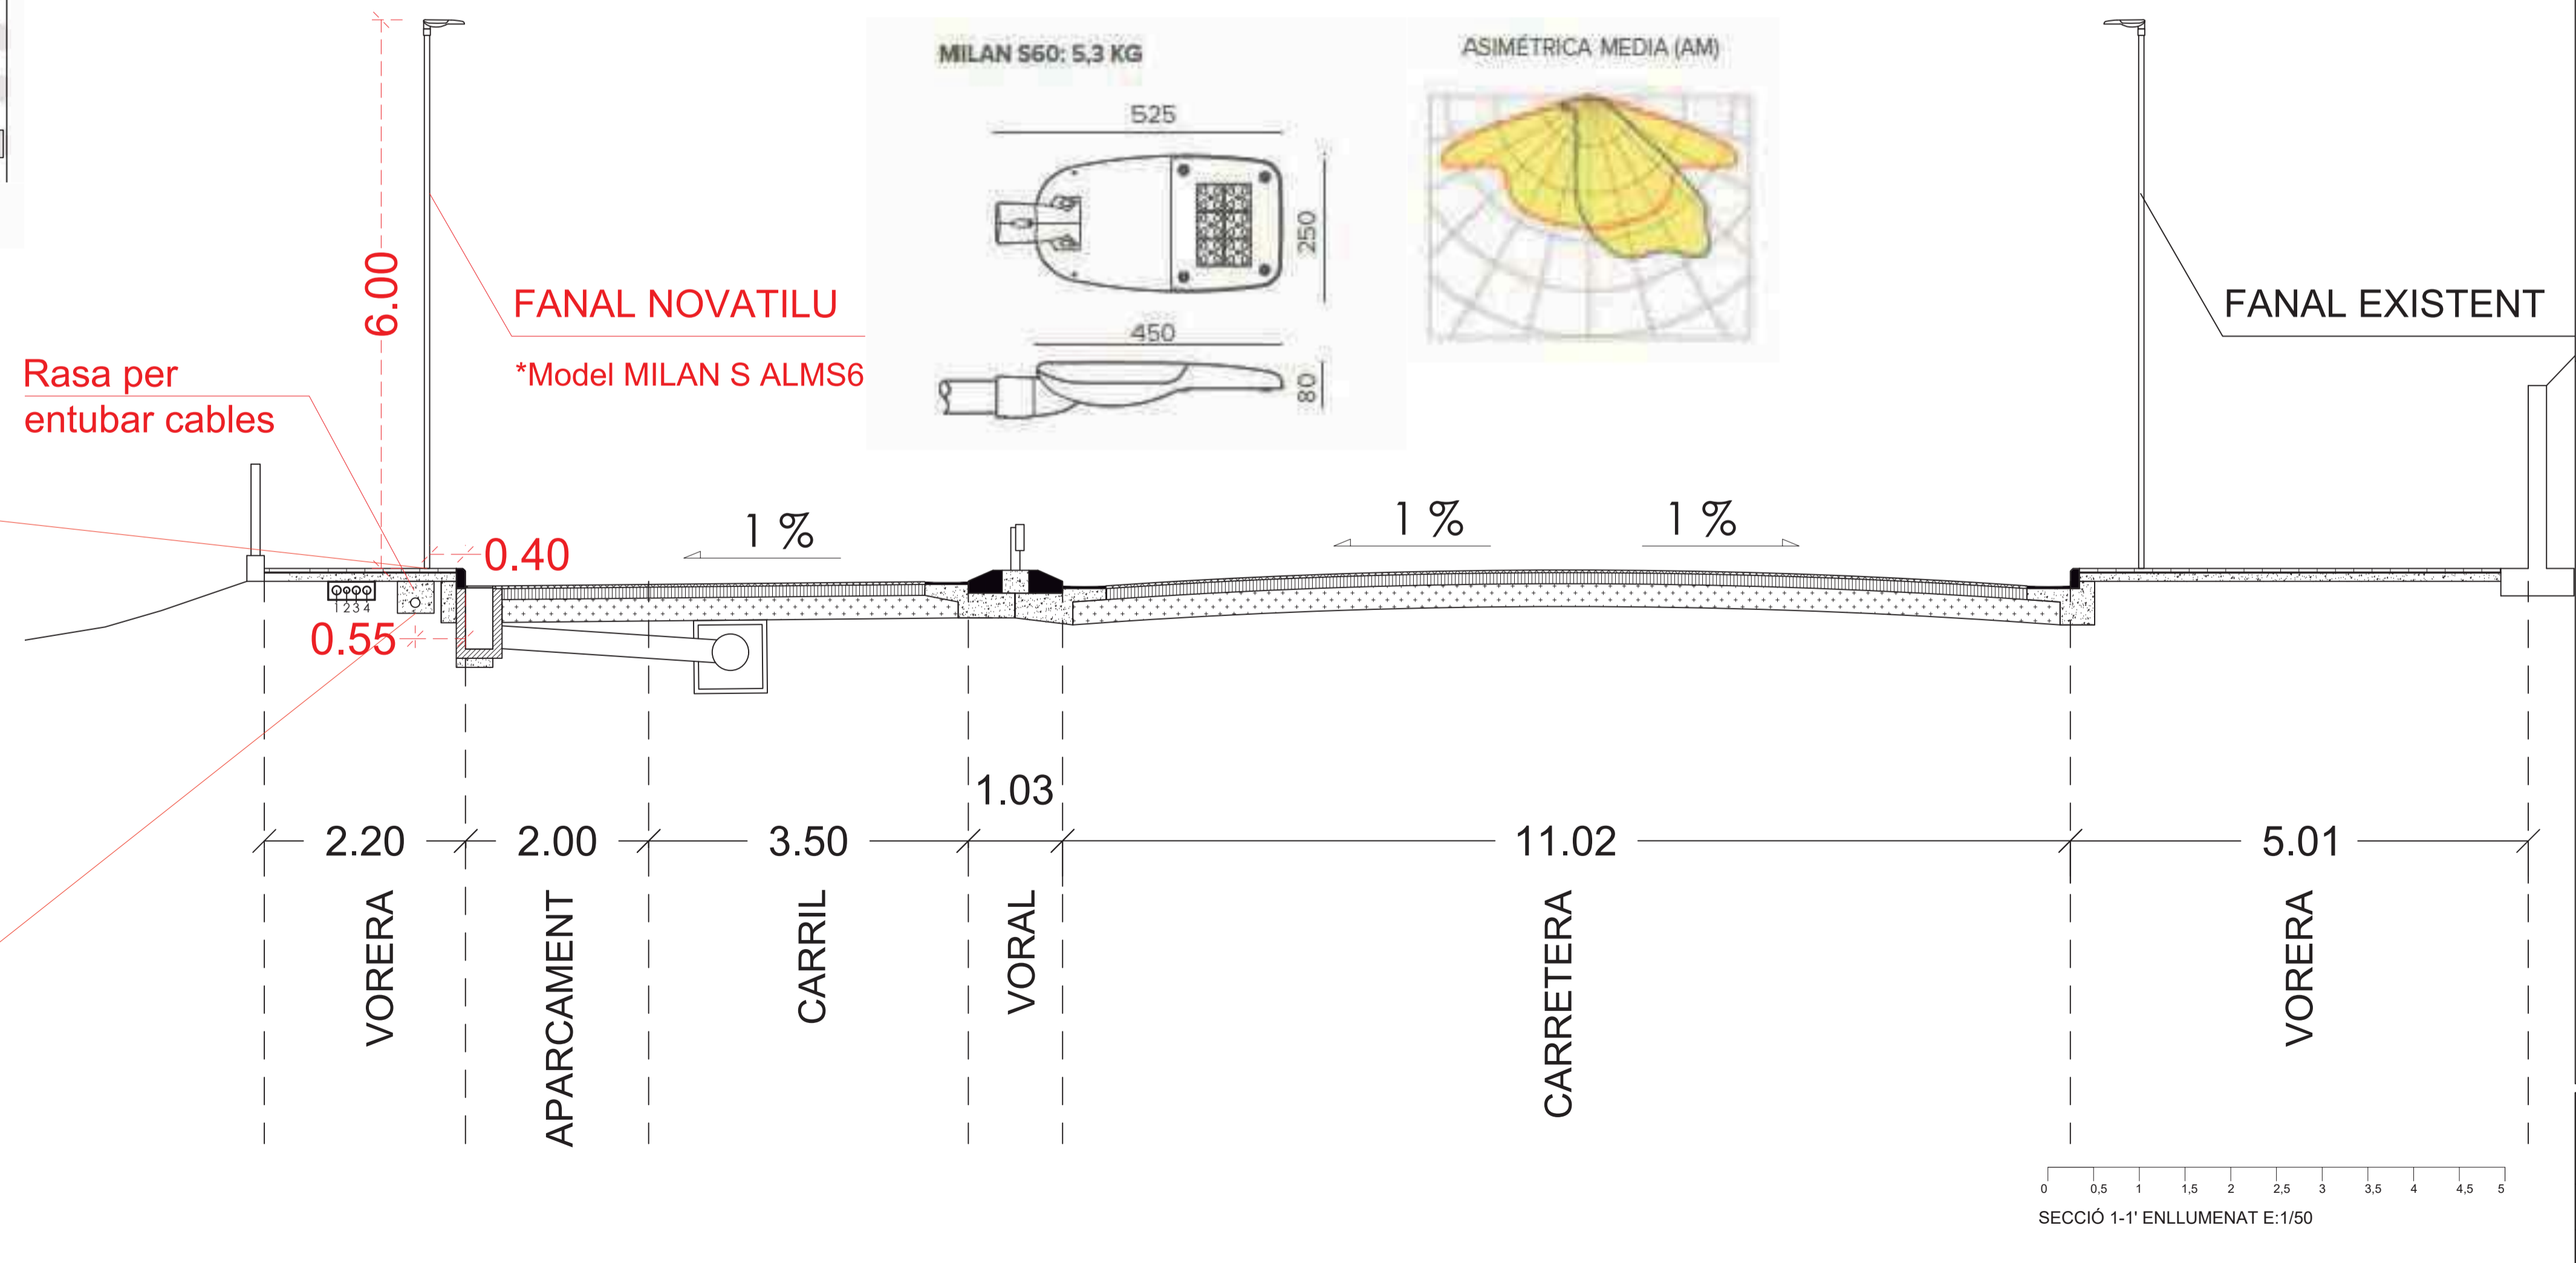 MILAN S60: 5,3 KG
ASIMÉTRICA MEDIA (AM)
525
250
450
80
6.00
FANAL NOVATILU
*Model MILAN S ALMS6
FANAL EXISTENT
Rasa per
entubar cables
1 %
1 %
1 %
0.40
1 2 3 4
0.55
1.03
2.20
2.00
3.50
11.02
5.01
VORERA
APARCAMENT
CARRIL
VORAL
CARRETERA
VORERA
0 0,5 1 1,5 2 2,5 3 3,5 4 4,5 5
SECCIÓ 1-1' ENLLUMENAT E:1/50